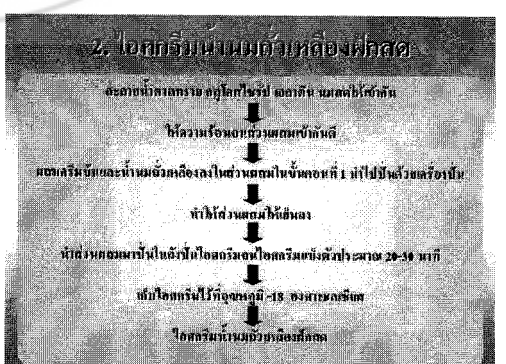 2. ไอศกรีมน้ำนมถั่วเหลืองฝักสด
ละลายน้ำตาลทราย กลูโคสไซรัป เจลาติน นมสดให้เข้ากัน
ให้ความร้อนจนส่วนผสมเข้ากันดี
ผสมครีมข้นและน้ำนมถั่วเหลืองลงในส่วนผสมในขั้นตอนที่ 1 นำไปปั่นด้วยเครื่องปั่น
ทำให้ส่วนผสมให้เย็นลง
นำส่วนผสมมาปั่นในถังปั่นไอศกรีมจนไอศกรีมแข็งตัวประมาณ 20-30 นาที
เก็บไอศกรีมไว้ที่อุณหภูมิ -18 องศาเซลเซียส
ไอศกรีมน้ำนมถั่วเหลืองฝักสด